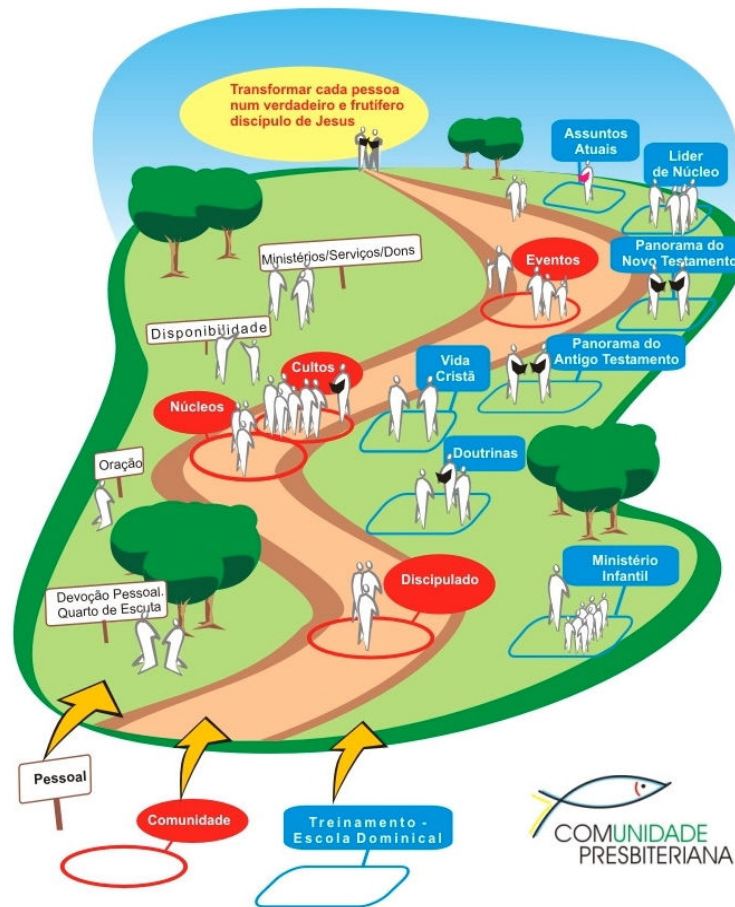 Transformar cada pessoa
num verdadeiro e frutífero
discípulo de Jesus
Assuntos
Atuais
Lider
de Núcleo
Ministérios/Serviços/Dons
Eventos
Panorama do
Novo Testamento
Disponibilidade
Cultos
Vida
Cristã
Panorama do
Antigo Testamento
Núcleos
Oração
Doutrinas
Devoção Pessoal,
Quarto de Escuta
Discipulado
Ministério
Infantil
Pessoal
Comunidade
Treinamento -
Escola Dominical
COMUNIDADE
PRESBITERIANA